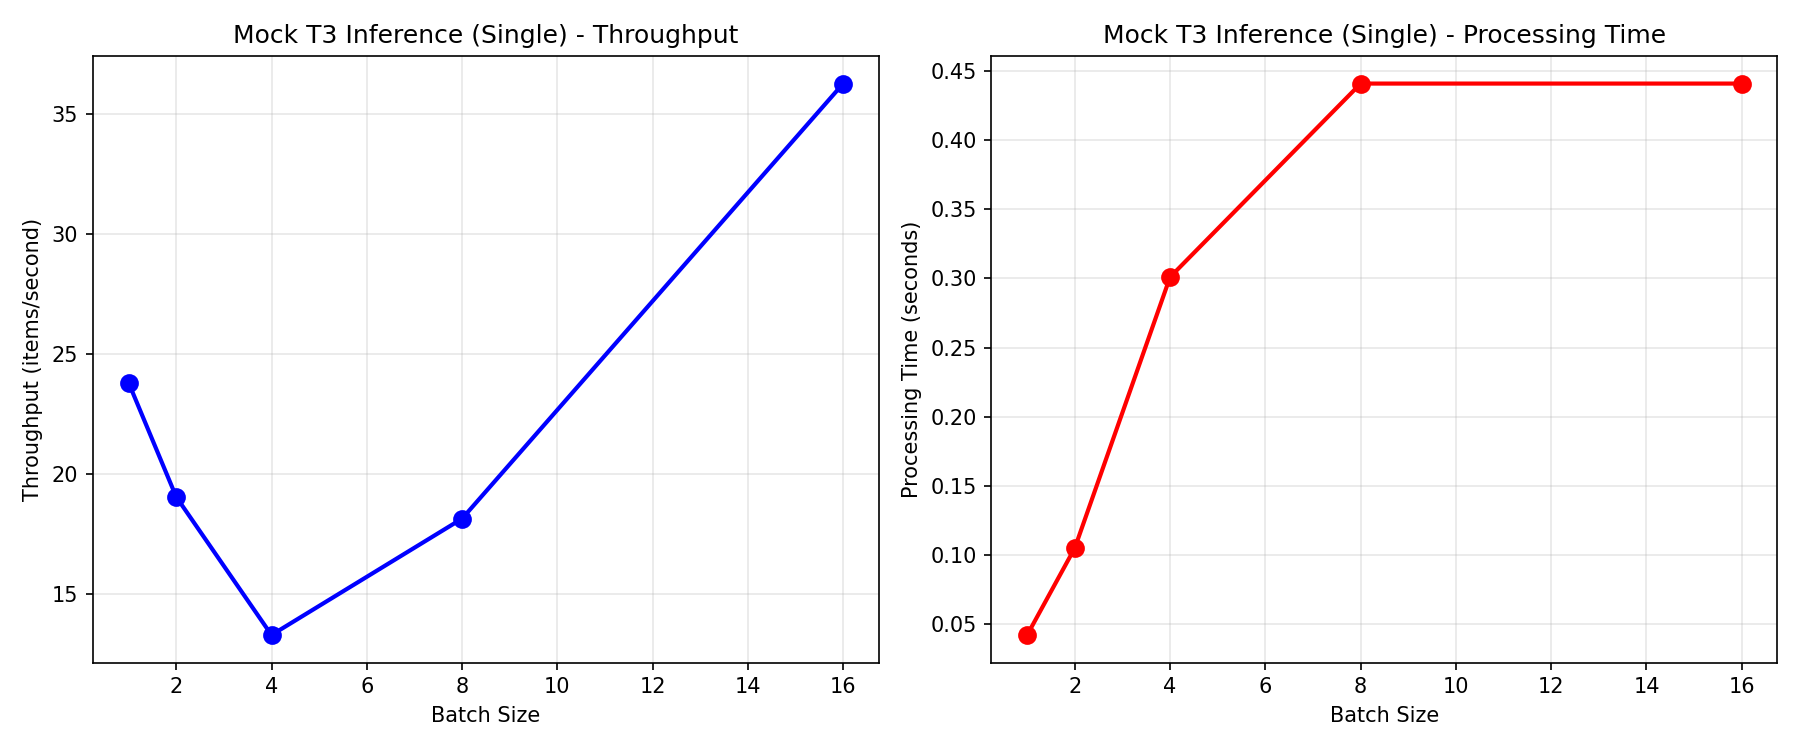 Mock T3 Inference (Single) - Throughput
35
30
25
20
15
Throughput (items/second)
2 4 6 8 10 12 14 16
Batch Size
Mock T3 Inference (Single) - Processing Time
0.45
0.40
0.35
0.30
0.25
0.20
0.15
0.10
0.05
Processing Time (seconds)
2 4 6 8 10 12 14 16
Batch Size